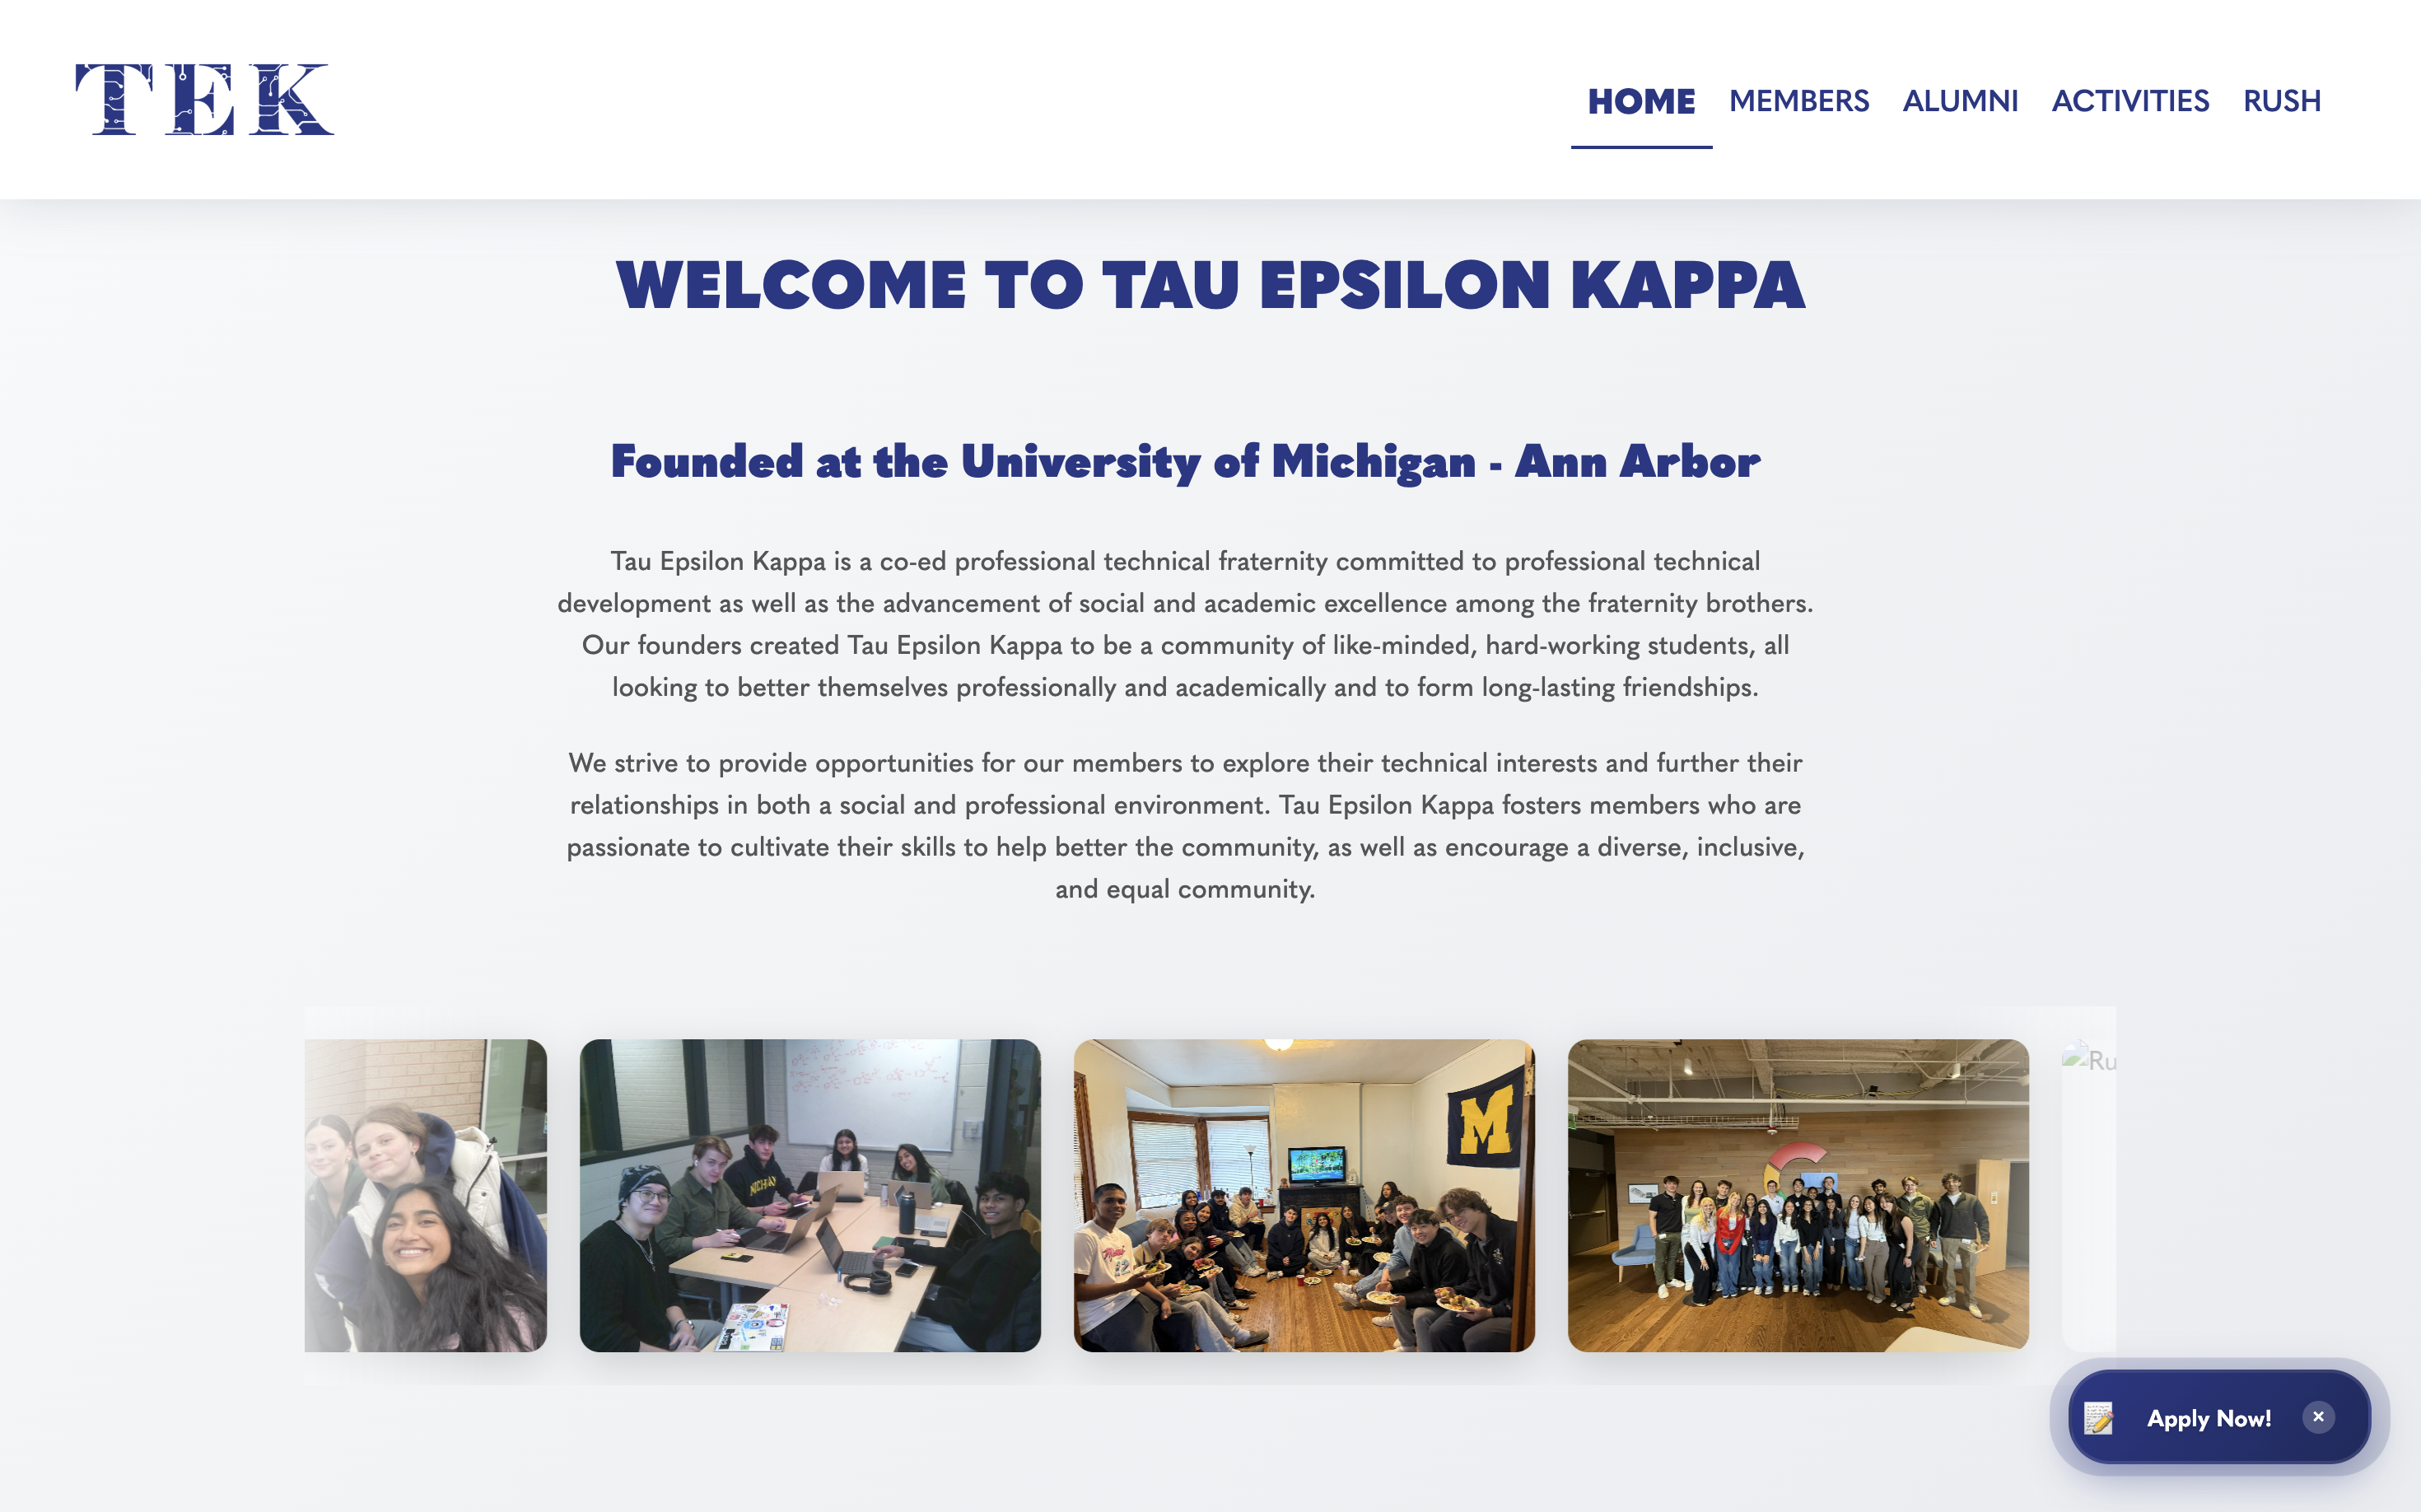 TEK
HOME MEMBERS ALUMNI ACTIVITIES RUSH
WELCOME TO TAU EPSILON KAPPA
Founded at the University of Michigan - Ann Arbor
Tau Epsilon Kappa is a co-ed professional technical fraternity committed to professional technical
development as well as the advancement of social and academic excellence among the fraternity brothers.
Our founders created Tau Epsilon Kappa to be a community of like-minded, hard-working students, all
looking to better themselves professionally and academically and to form long-lasting friendships.
We strive to provide opportunities for our members to explore their technical interests and further their
relationships in both a social and professional environment. Tau Epsilon Kappa fosters members who are
passionate to cultivate their skills to help better the community, as well as encourage a diverse, inclusive,
and equal community.
M
Ru
Apply Now!